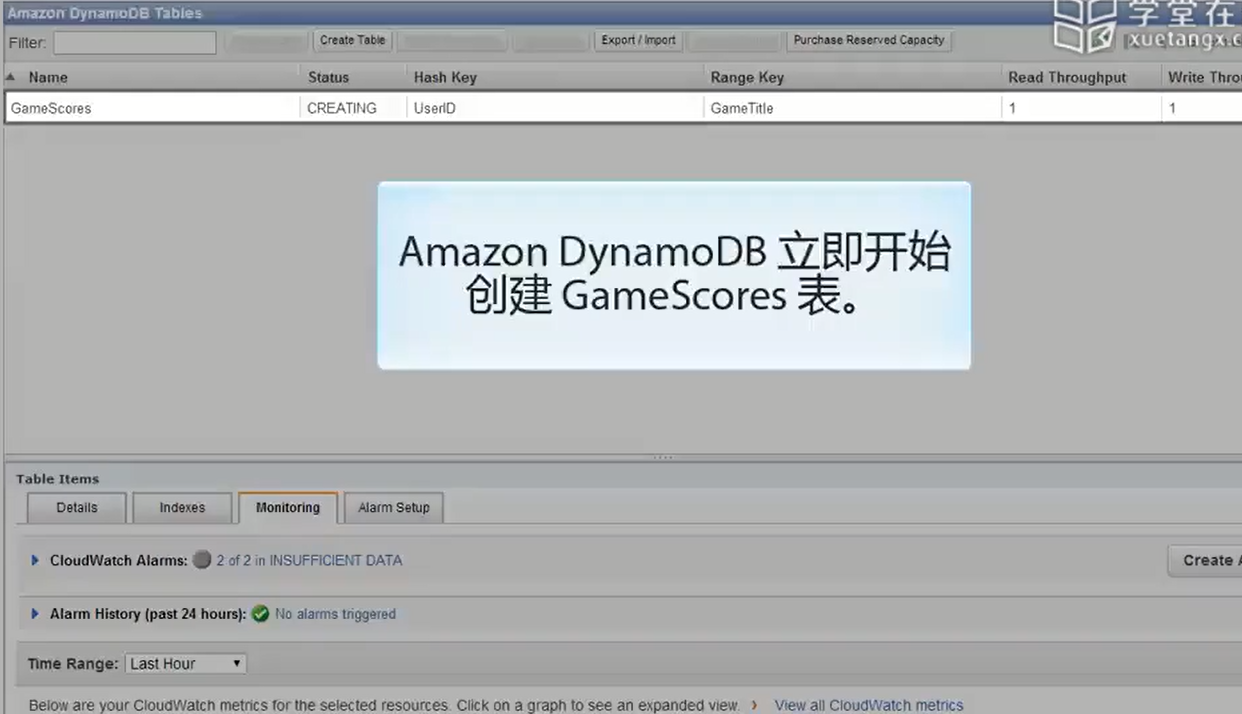 Amazon DynamoDB Tables
学堂在
xuetangx.c
Filter:
Create Table
Export / Import
Purchase Reserved Capacity
Name Status Hash Key Range Key Read Throughput Write Thro
GameScores CREATING UserID GameTitle 1 1
Amazon DynamoDB 立即开始
创建 GameScores 表。
Table Items
Details Indexes Monitoring Alarm Setup
CloudWatch Alarms: 2 of 2 in INSUFFICIENT DATA
Create A
Alarm History (past 24 hours): No alarms triggered
Time Range: Last Hour
Below are your CloudWatch metrics for the selected resources. Click on a graph to see an expanded view. View all CloudWatch metrics